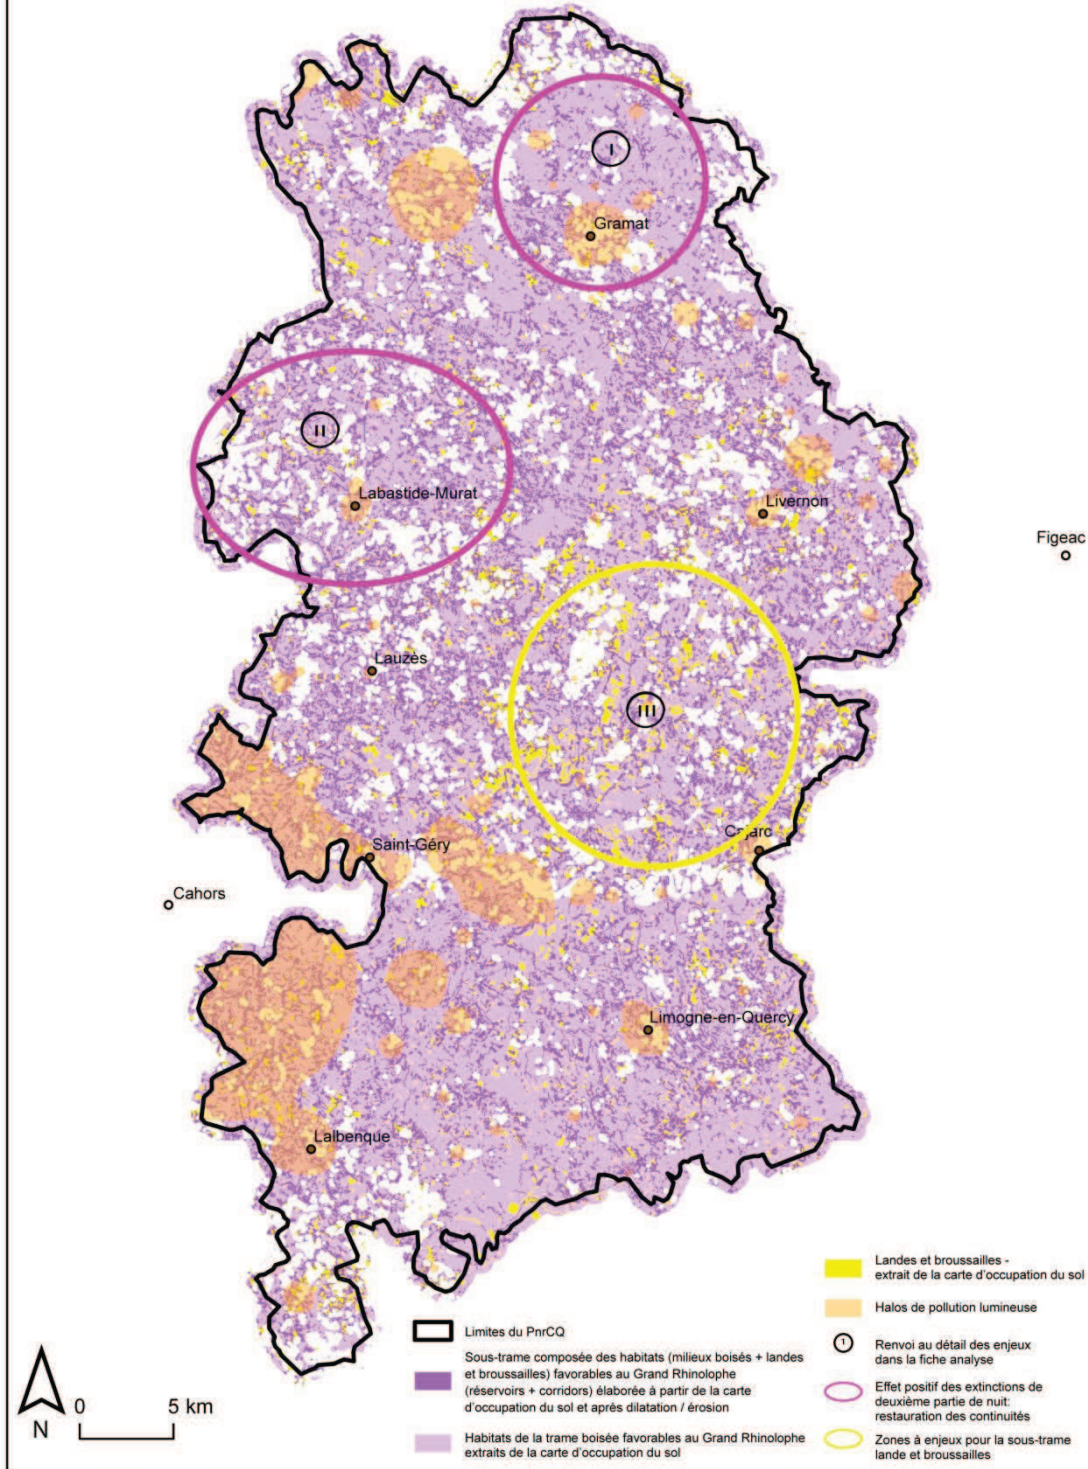 I
Gramat
II
Labastide-Murat
Livernon
Figeac
Lauzès
III
Cajarc
Saint-Géry
Cahors
Limogne-en-Quercy
Lalbenque
N
0 5 km
Limites du PnrCQ
Sous-trame composée des habitats (milieux boisés + landes
et broussailles) favorables au Grand Rhinolophe
(réservoirs + corridors) élaborée à partir de la carte
d'occupation du sol et après dilatation / érosion
Habitats de la trame boisée favorables au Grand Rhinolophe
extraits de la carte d'occupation du sol
Landes et broussailles -
extrait de la carte d'occupation du sol
Halos de pollution lumineuse
1
Renvoi au détail des enjeux
dans la fiche analyse
Effet positif des extinctions de
deuxième partie de nuit:
restauration des continuités
Zones à enjeux pour la sous-trame
lande et broussailles